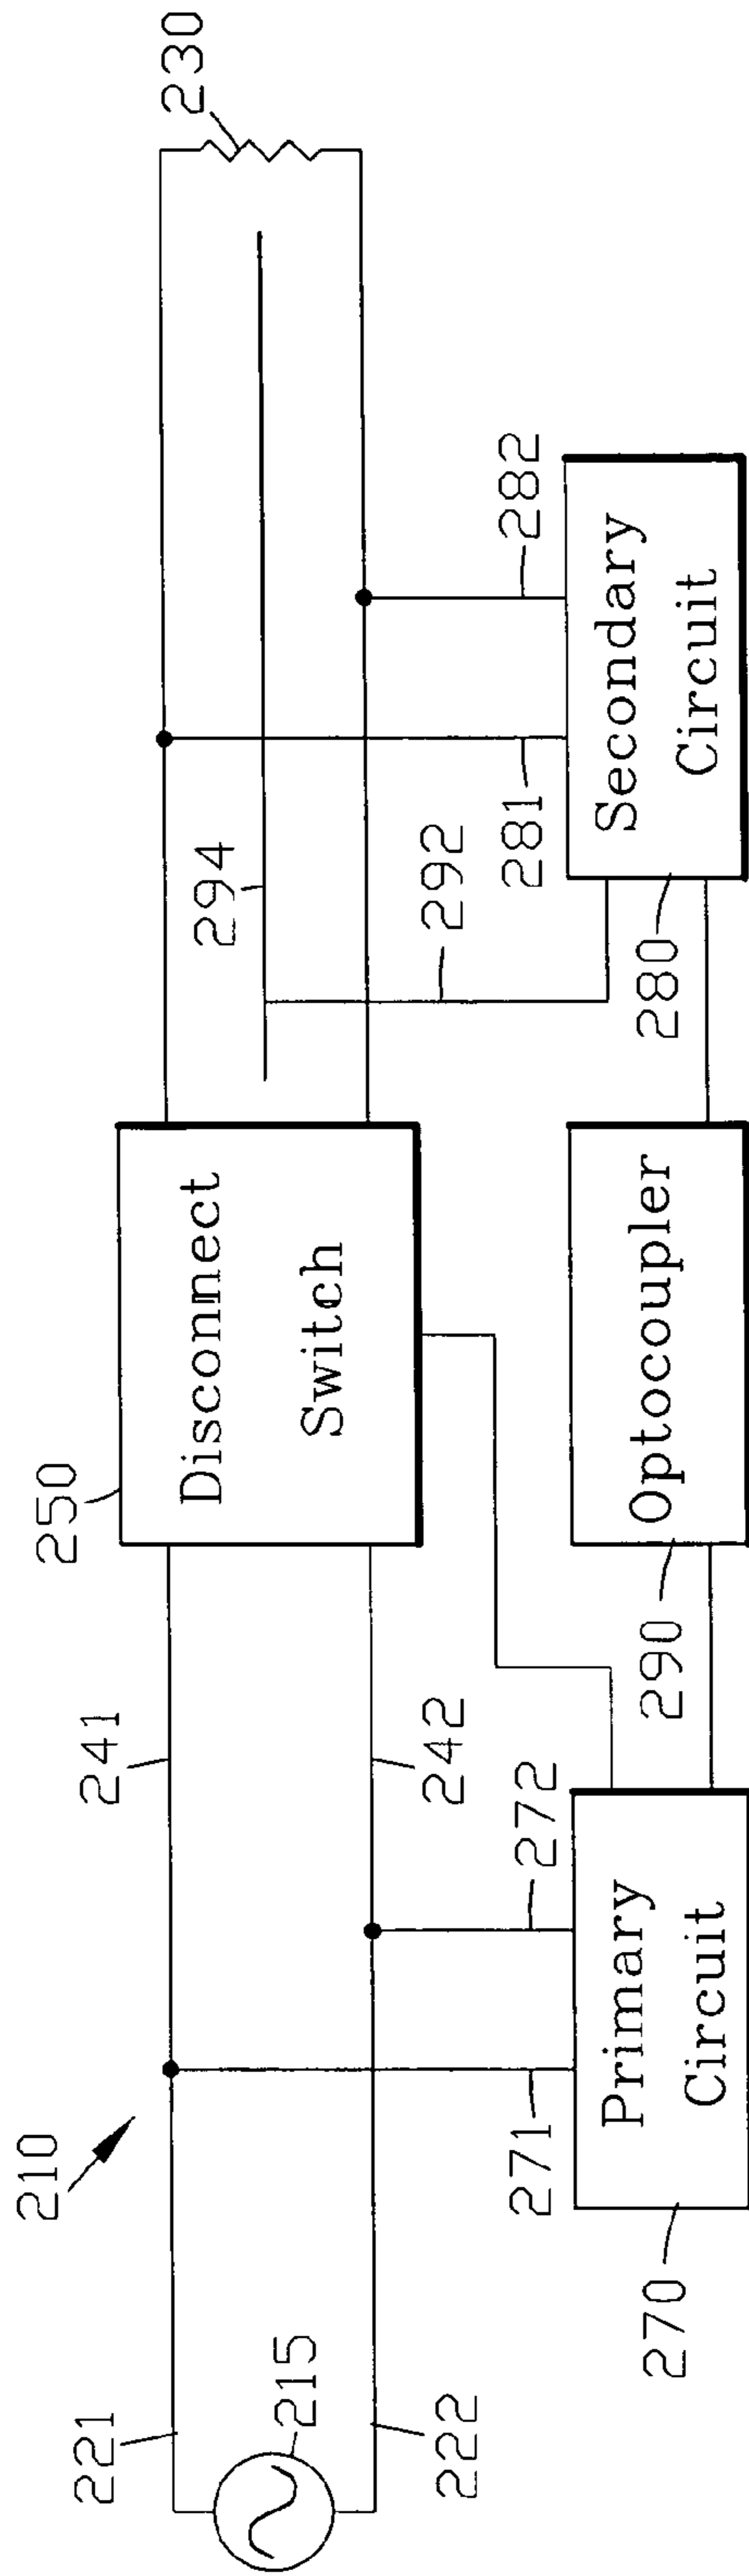 210
221
215
222
241
242
250
Disconnect
Switch
294
292
230
271
272
Primary
Circuit
270
290
Optocoupler
280
281
282
Secondary
Circuit